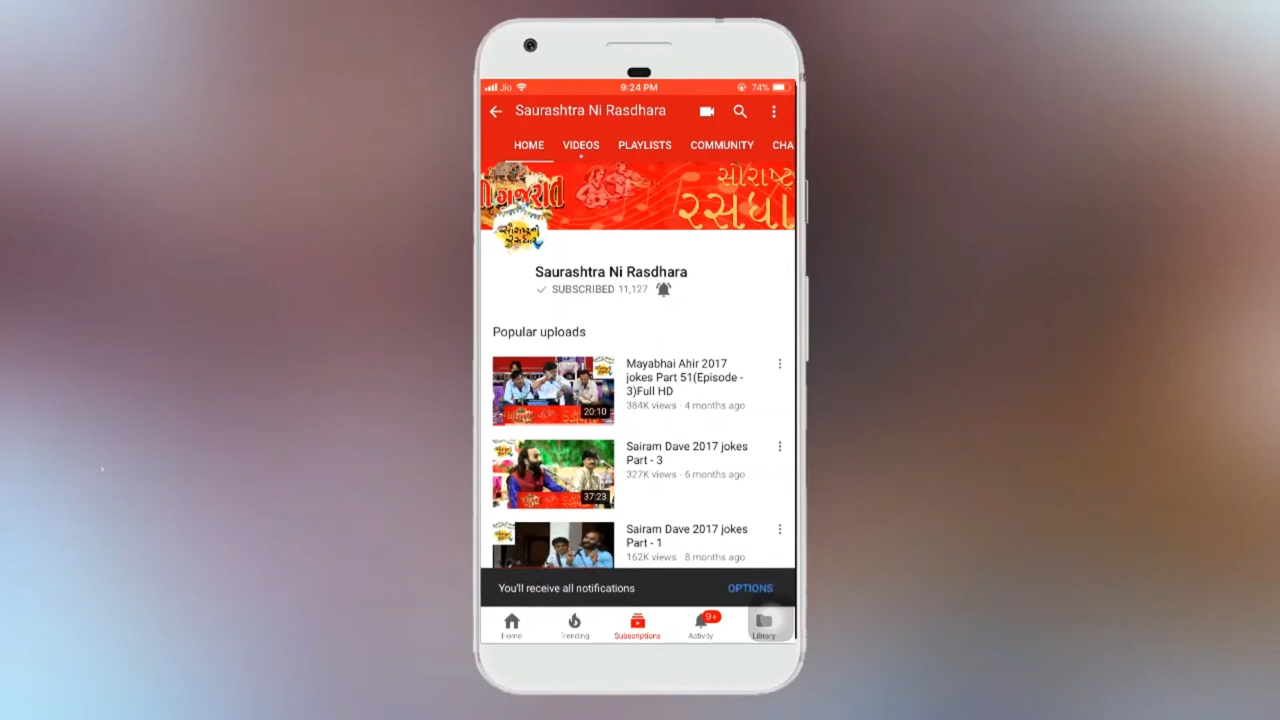 Jio
9:24 PM
74%
Saurashtra Ni Rasdhara
HOME VIDEOS PLAYLISTS COMMUNITY CHA
સૌરાષ્ટ્ર
ગુજરાત
રસધા
Saurashtra Ni Rasdhara
SUBSCRIBED 11,127
Popular uploads
Mayabhai Ahir 2017
jokes Part 51(Episode -
3)Full HD
384K views · 4 months ago
20:10
Sairam Dave 2017 jokes
Part - 3
327K views · 6 months ago
37:23
Sairam Dave 2017 jokes
Part - 1
162K views · 8 months ago
You'll receive all notifications OPTIONS
9+
Home Trending Subscriptions Activity Library